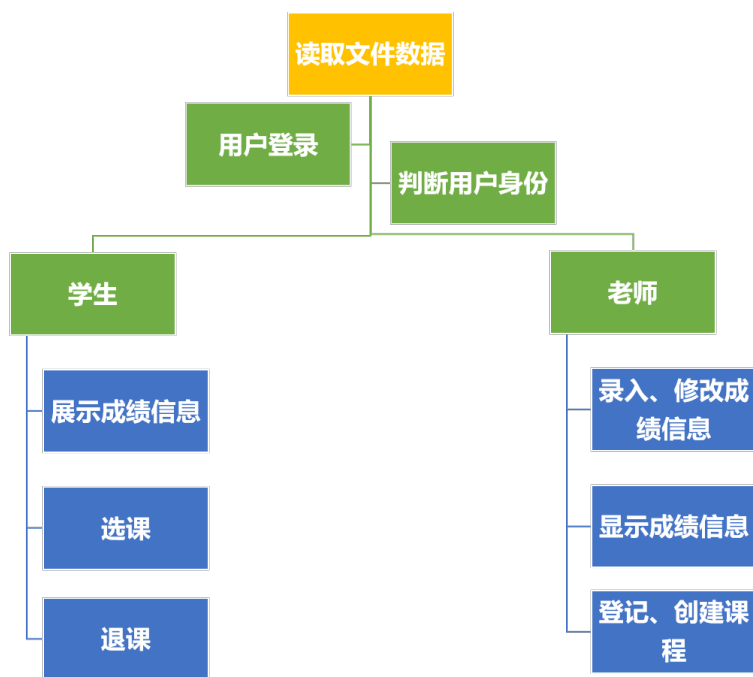 读取文件数据
用户登录
判断用户身份
学生
老师
展示成绩信息
录入、修改成
绩信息
选课
显示成绩信息
退课
登记、创建课
程